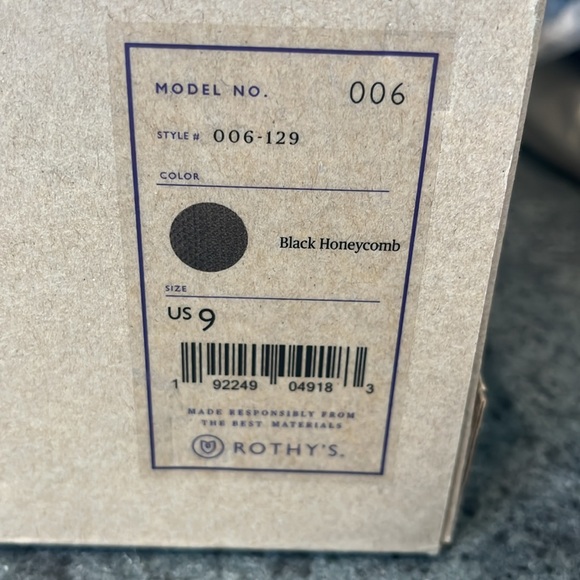 MODEL NO. 006
STYLE # 006-129
COLOR
Black Honeycomb
SIZE
US 9
1 92249 04918 3
MADE RESPONSIBLY FROM
THE BEST MATERIALS
ROTHY'S.